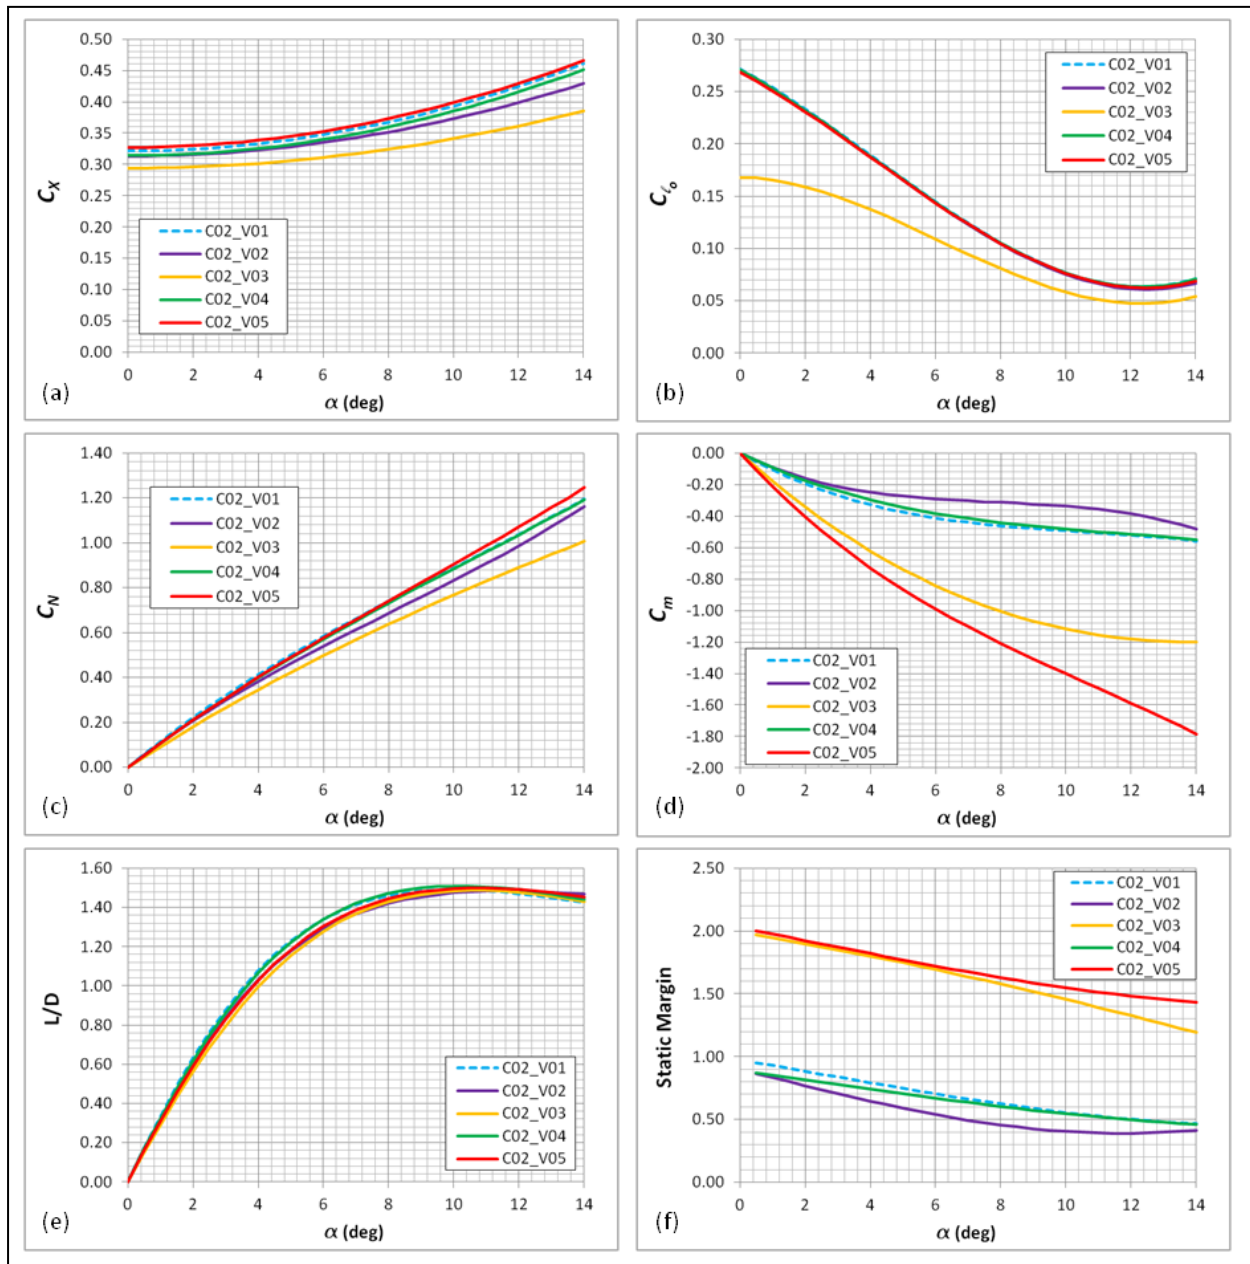 0.50
0.45
0.40
0.35
0.30
0.25
0.20
0.15
0.10
0.05
0.00
C_X
C02_V01
C02_V02
C02_V03
C02_V04
C02_V05
0 2 4 6 8 10 12 14
(a)
α (deg)
0.30
0.25
0.20
0.15
0.10
0.05
0.00
C_ℓo
C02_V01
C02_V02
C02_V03
C02_V04
C02_V05
0 2 4 6 8 10 12 14
(b)
α (deg)
1.40
1.20
1.00
0.80
0.60
0.40
0.20
0.00
C_N
C02_V01
C02_V02
C02_V03
C02_V04
C02_V05
0 2 4 6 8 10 12 14
(c)
α (deg)
0.00
-0.20
-0.40
-0.60
-0.80
-1.00
-1.20
-1.40
-1.60
-1.80
-2.00
C_m
C02_V01
C02_V02
C02_V03
C02_V04
C02_V05
0 2 4 6 8 10 12 14
(d)
α (deg)
1.60
1.40
1.20
1.00
0.80
0.60
0.40
0.20
0.00
L/D
C02_V01
C02_V02
C02_V03
C02_V04
C02_V05
0 2 4 6 8 10 12 14
(e)
α (deg)
2.50
2.00
1.50
1.00
0.50
0.00
Static Margin
C02_V01
C02_V02
C02_V03
C02_V04
C02_V05
0 2 4 6 8 10 12 14
(f)
α (deg)